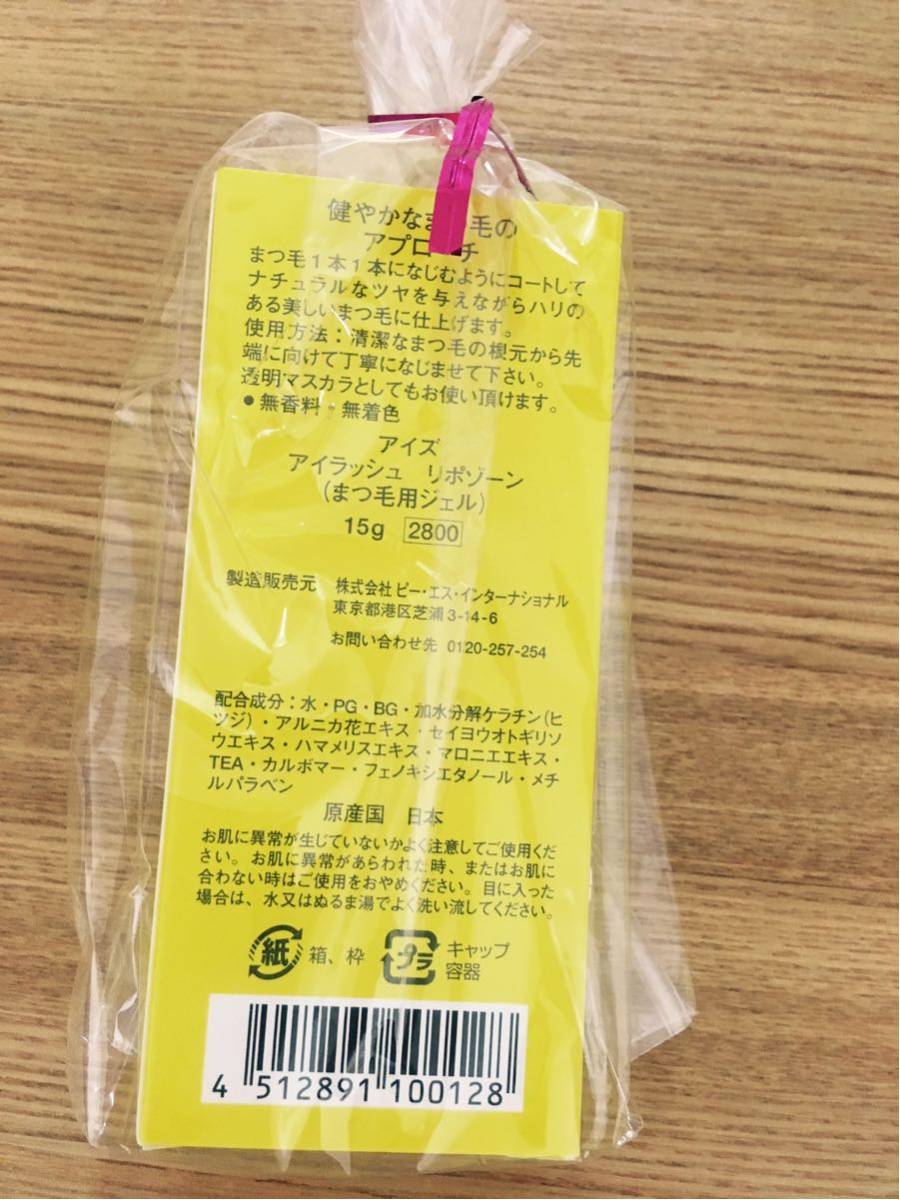 健やかなま 毛の
アプロ チ
まつ毛1本1本になじむようにコートして
ナチュラルなツヤを与えながらハリの
ある美しいまつ毛に仕上げます。
使用方法：清潔なまつ毛の根元から先
端に向けて丁寧になじませて下さい。
透明マスカラとしてもお使い頂けます。
●無香料・無着色
アイズ
アイラッシュ リポゾーン
(まつ毛用ジェル)
15g 2800
製造販売元 株式会社 ピー・エス・インターナショナル
東京都港区芝浦3-14-6
お問い合わせ先 0120-257-254
配合成分：水・PG・BG・加水分解ケラチン(ヒ
ツジ)・アルニカ花エキス・セイヨウオトギリソ
ウエキス・ハマメリスエキス・マロニエエキス・
TEA・カルボマー・フェノキシエタノール・メチ
ルパラベン
原産国 日本
お肌に異常が生じていないかよく注意してご使用くだ
さい。お肌に異常があらわれた時、またはお肌に
合わない時はご使用をおやめください。目に入った
場合は、水又はぬるま湯でよく洗い流してください。
紙 箱、枠 プラ キャップ
容器
4 512891 100128